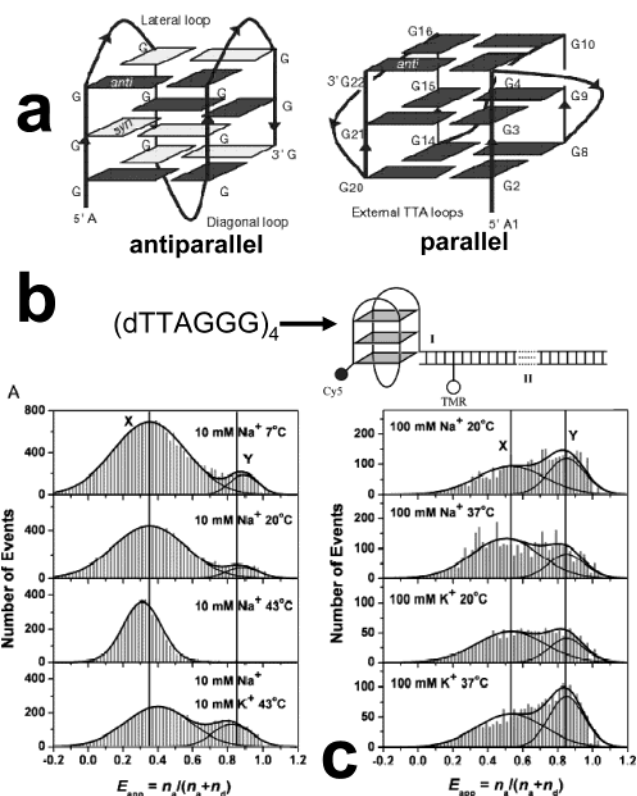 a
Lateral loop
G
G
G
G
anti
G
G
G
G
syn
G
G
G
3' G
G
G
5' A
Diagonal loop
antiparallel
G16
G10
anti
3' G22
G15
G4
G9
G21
G14
G3
G8
G20
G2
External TTA loops
5' A1
parallel
b
(dTTAGGG)4
I
II
Cy5
TMR
A
X
Y
10 mM Na+ 7°C
10 mM Na+ 20°C
10 mM Na+ 43°C
10 mM Na+
10 mM K+ 43°C
800
400
0
400
200
0
400
200
0
400
200
0
Number of Events
0.0 0.2 0.4 0.6 0.8 1.0 1.2
Eapp = na/(na+nd)
c
X
Y
100 mM Na+ 20°C
100 mM Na+ 37°C
100 mM K+ 20°C
100 mM K+ 37°C
200
100
0
200
100
0
100
50
0
100
50
0
Number of Events
0.0 0.2 0.4 0.6 0.8 1.0 1.2
Eapp = na/(na+nd)